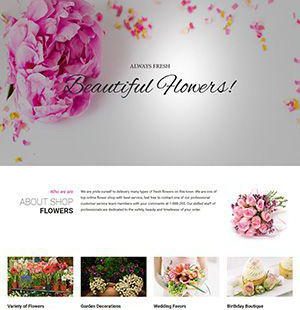 ALWAYS FRESH
Beautiful Flowers!
Who are we
ABOUT SHOP
FLOWERS
We are pride ourself to delivery many types of fresh flowers on this town. We are one of
top online flower shop with best service, feel free to contact one of our professional
customer service team members with your comments at 1-888-202. Our skilled staff of
professionals are dedicated to the safety, beauty and timeliness of your order.
Variety of Flowers
Garden Decorations
Wedding Favors
Birthday Boutique